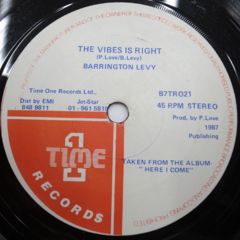 THE VIBES IS RIGHT
(P.Love/B.Levy)
BARRINGTON LEVY
Time One Records Ltd.,
Dist by EMI Jet-Star
848 9811 01-961 5818
B7TRO21
45 RPM STEREO
Prod. by P.Love
1987
Publishing
TIME
RECORDS
TAKEN FROM THE ALBUM-
"HERE I COME"